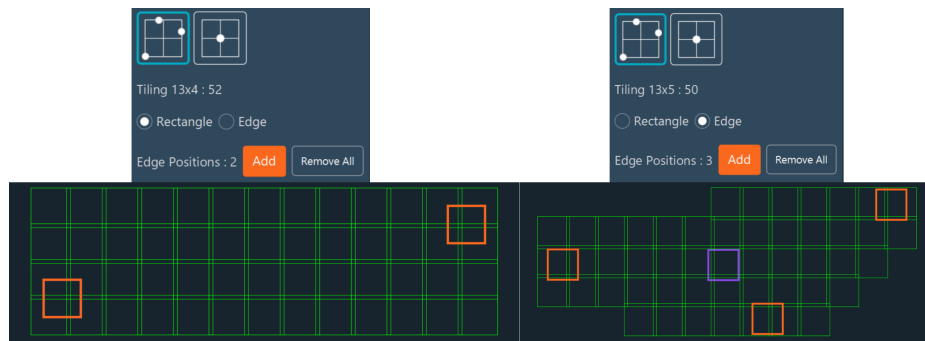 Tiling 13x4 : 52
Rectangle Edge
Edge Positions : 2 Add Remove All
Tiling 13x5 : 50
Rectangle Edge
Edge Positions : 3 Add Remove All